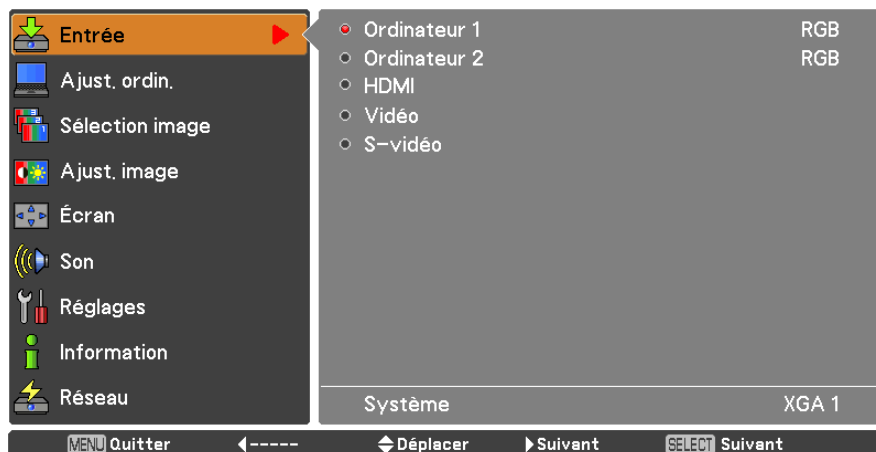 Entrée
Ajust. ordin.
Sélection image
Ajust. image
Écran
Son
Réglages
Information
Réseau
Ordinateur 1 RGB
Ordinateur 2 RGB
HDMI
Vidéo
S-vidéo
Système XGA 1
MENU Quitter ----- Déplacer Suivant SELECT Suivant